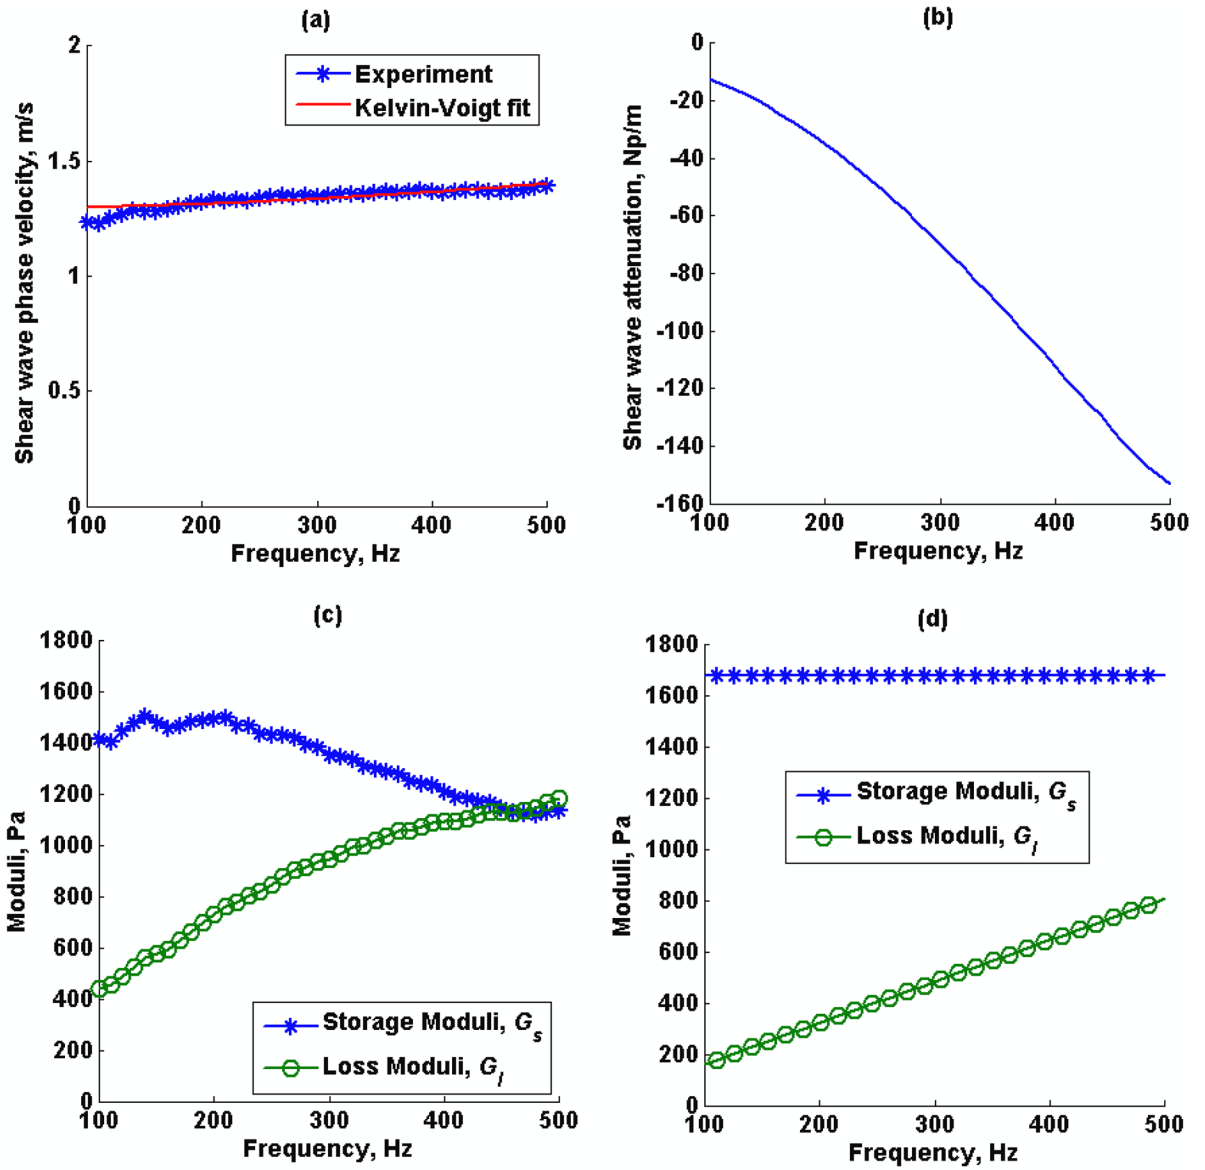 (a)
Shear wave phase velocity, m/s
2
1.5
1
0.5
0
Experiment
Kelvin-Voigt fit
100 200 300 400 500
Frequency, Hz
(b)
Shear wave attenuation, Np/m
0
-20
-40
-60
-80
-100
-120
-140
-160
100 200 300 400 500
Frequency, Hz
(c)
Moduli, Pa
1800
1600
1400
1200
1000
800
600
400
200
0
Storage Moduli, Gs
Loss Moduli, Gl
100 200 300 400 500
Frequency, Hz
(d)
Moduli, Pa
1800
1600
1400
1200
1000
800
600
400
200
0
Storage Moduli, Gs
Loss Moduli, Gl
100 200 300 400 500
Frequency, Hz